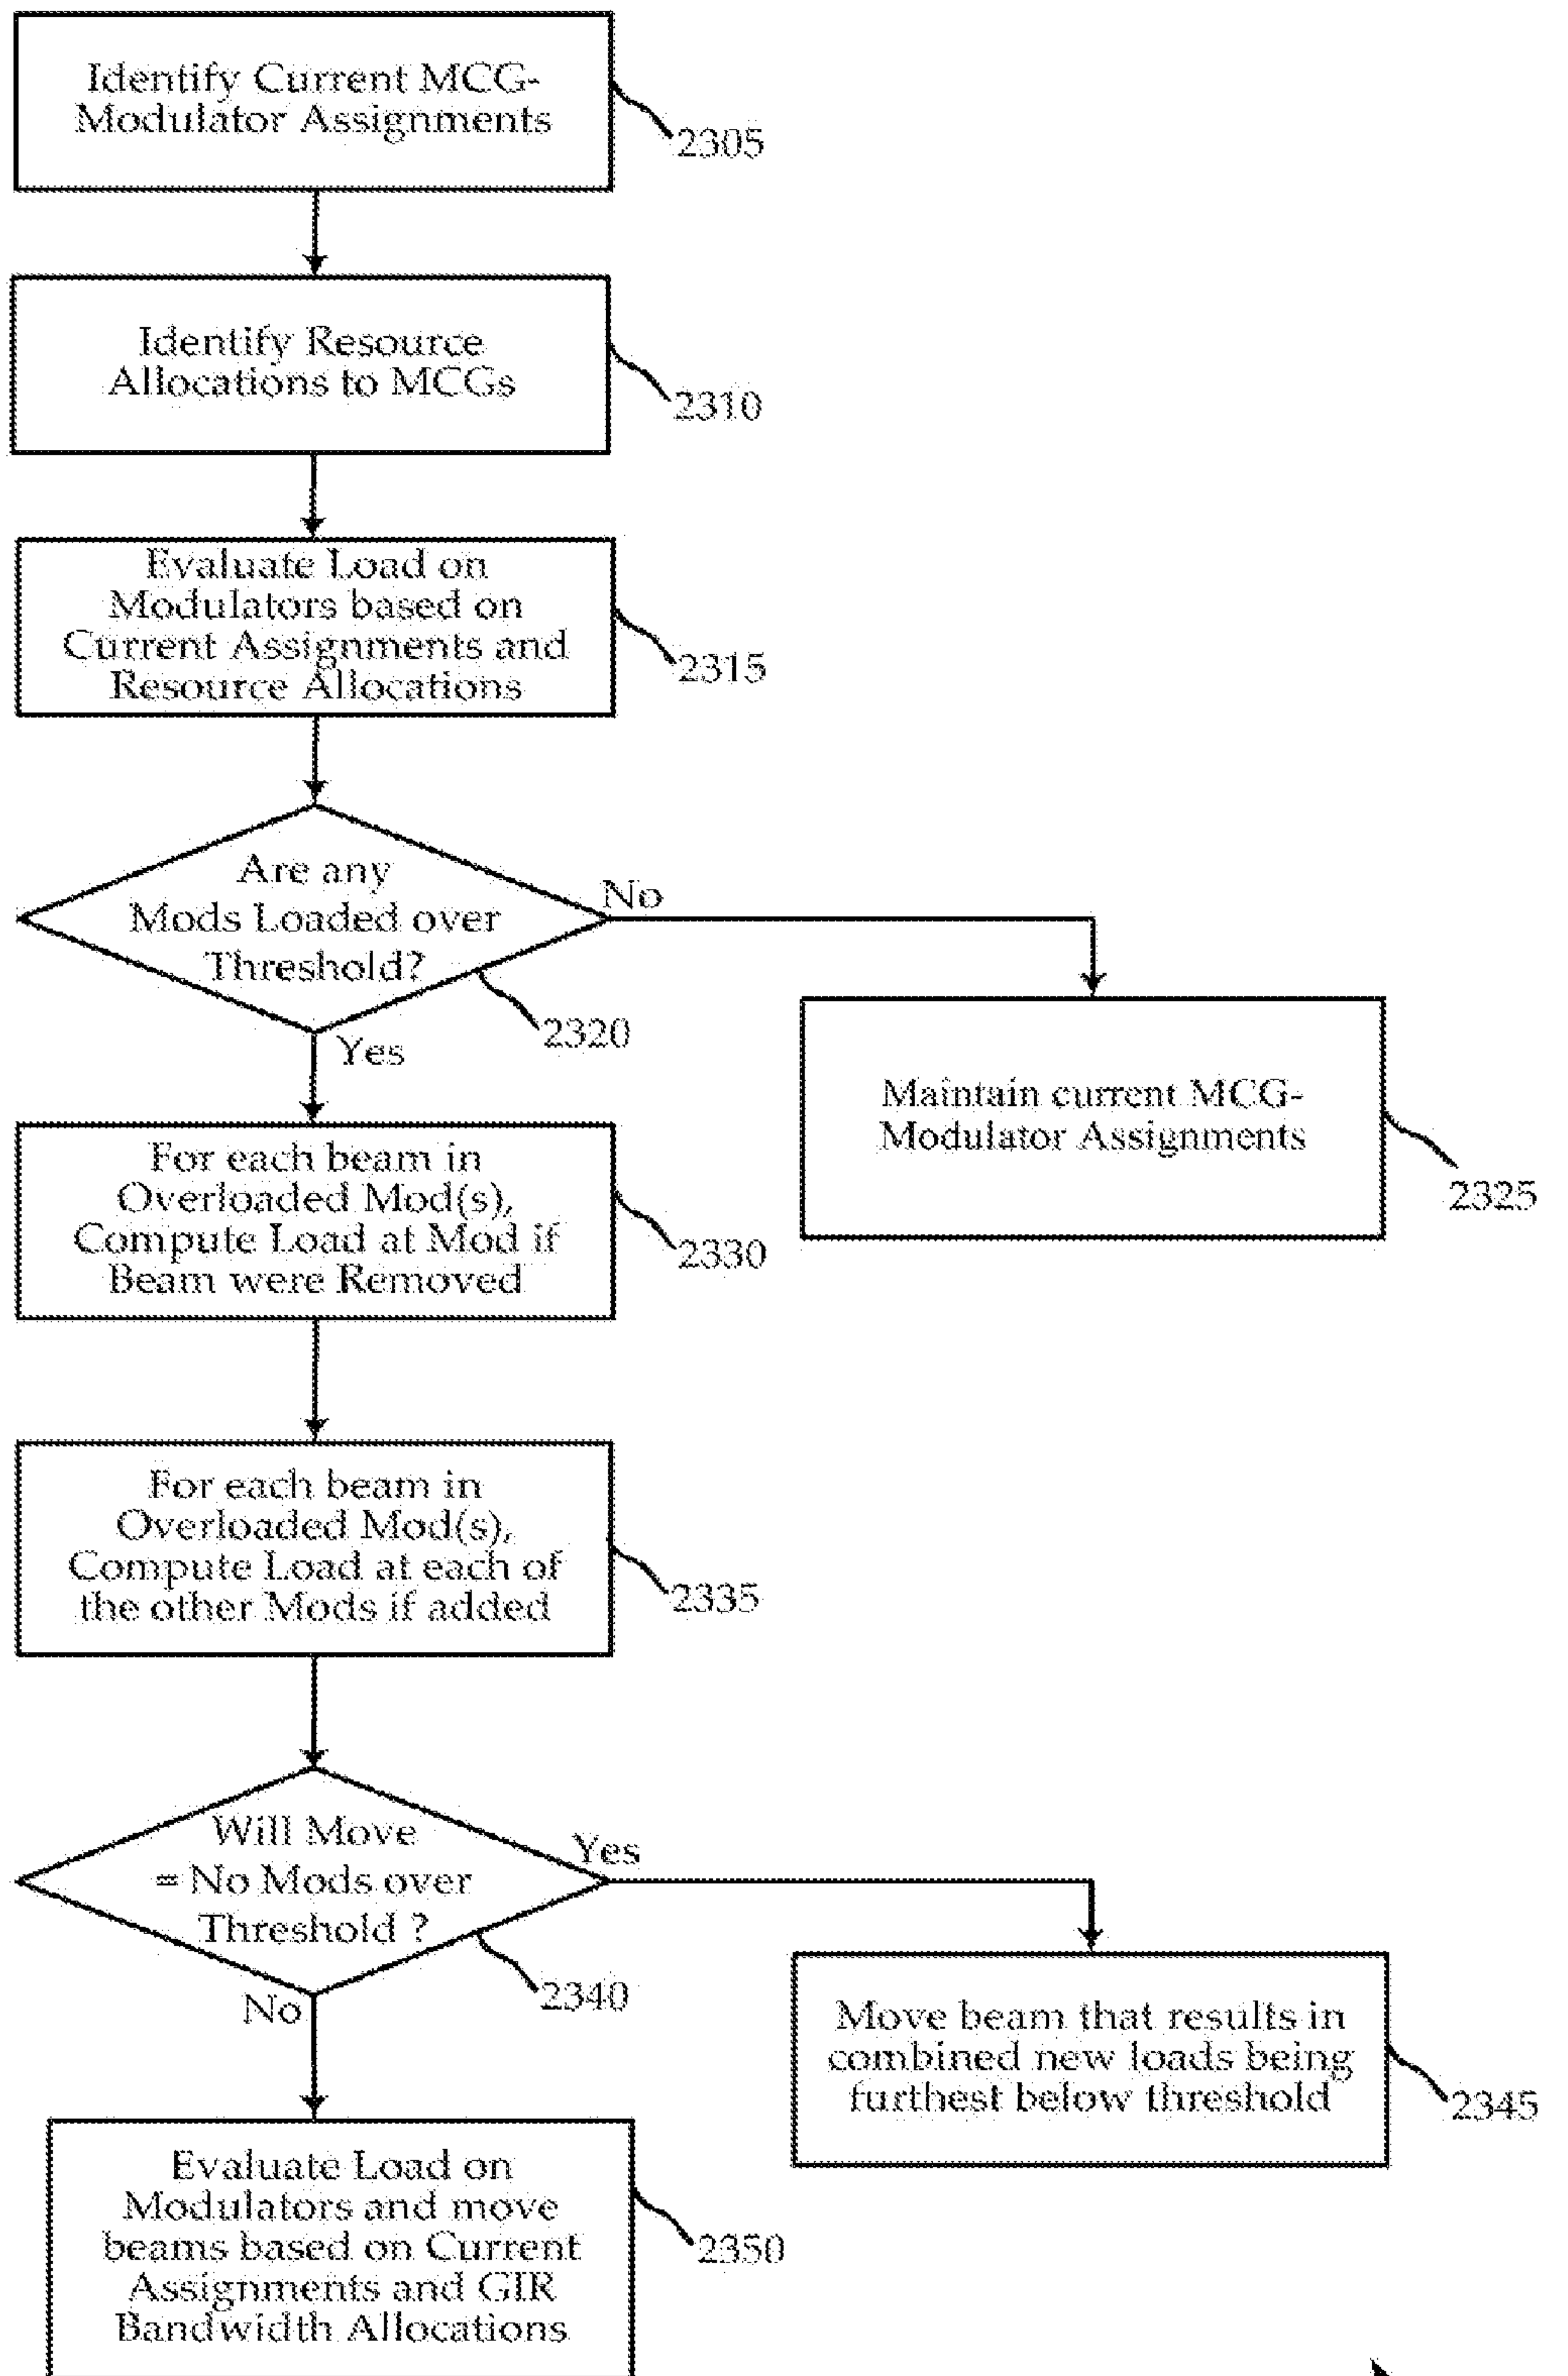 Identify Current MCG-
Modulator Assignments
2305
Identify Resource
Allocations to MCGs
2310
Evaluate Load on
Modulators based on
Current Assignments and
Resource Allocations
2315
Are any
Mods Loaded over
Threshold?
No
2320
Yes
Maintain current MCG-
Modulator Assignments
2325
For each beam in
Overloaded Mod(s),
Compute Load at Mod if
Beam were Removed
2330
For each beam in
Overloaded Mod(s),
Compute Load at each of
the other Mods if added
2335
Will Move
= No Mods over
Threshold ?
Yes
2340
No
Move beam that results in
combined new loads being
furthest below threshold
2345
Evaluate Load on
Modulators and move
beams based on Current
Assignments and GIR
Bandwidth Allocations
2350